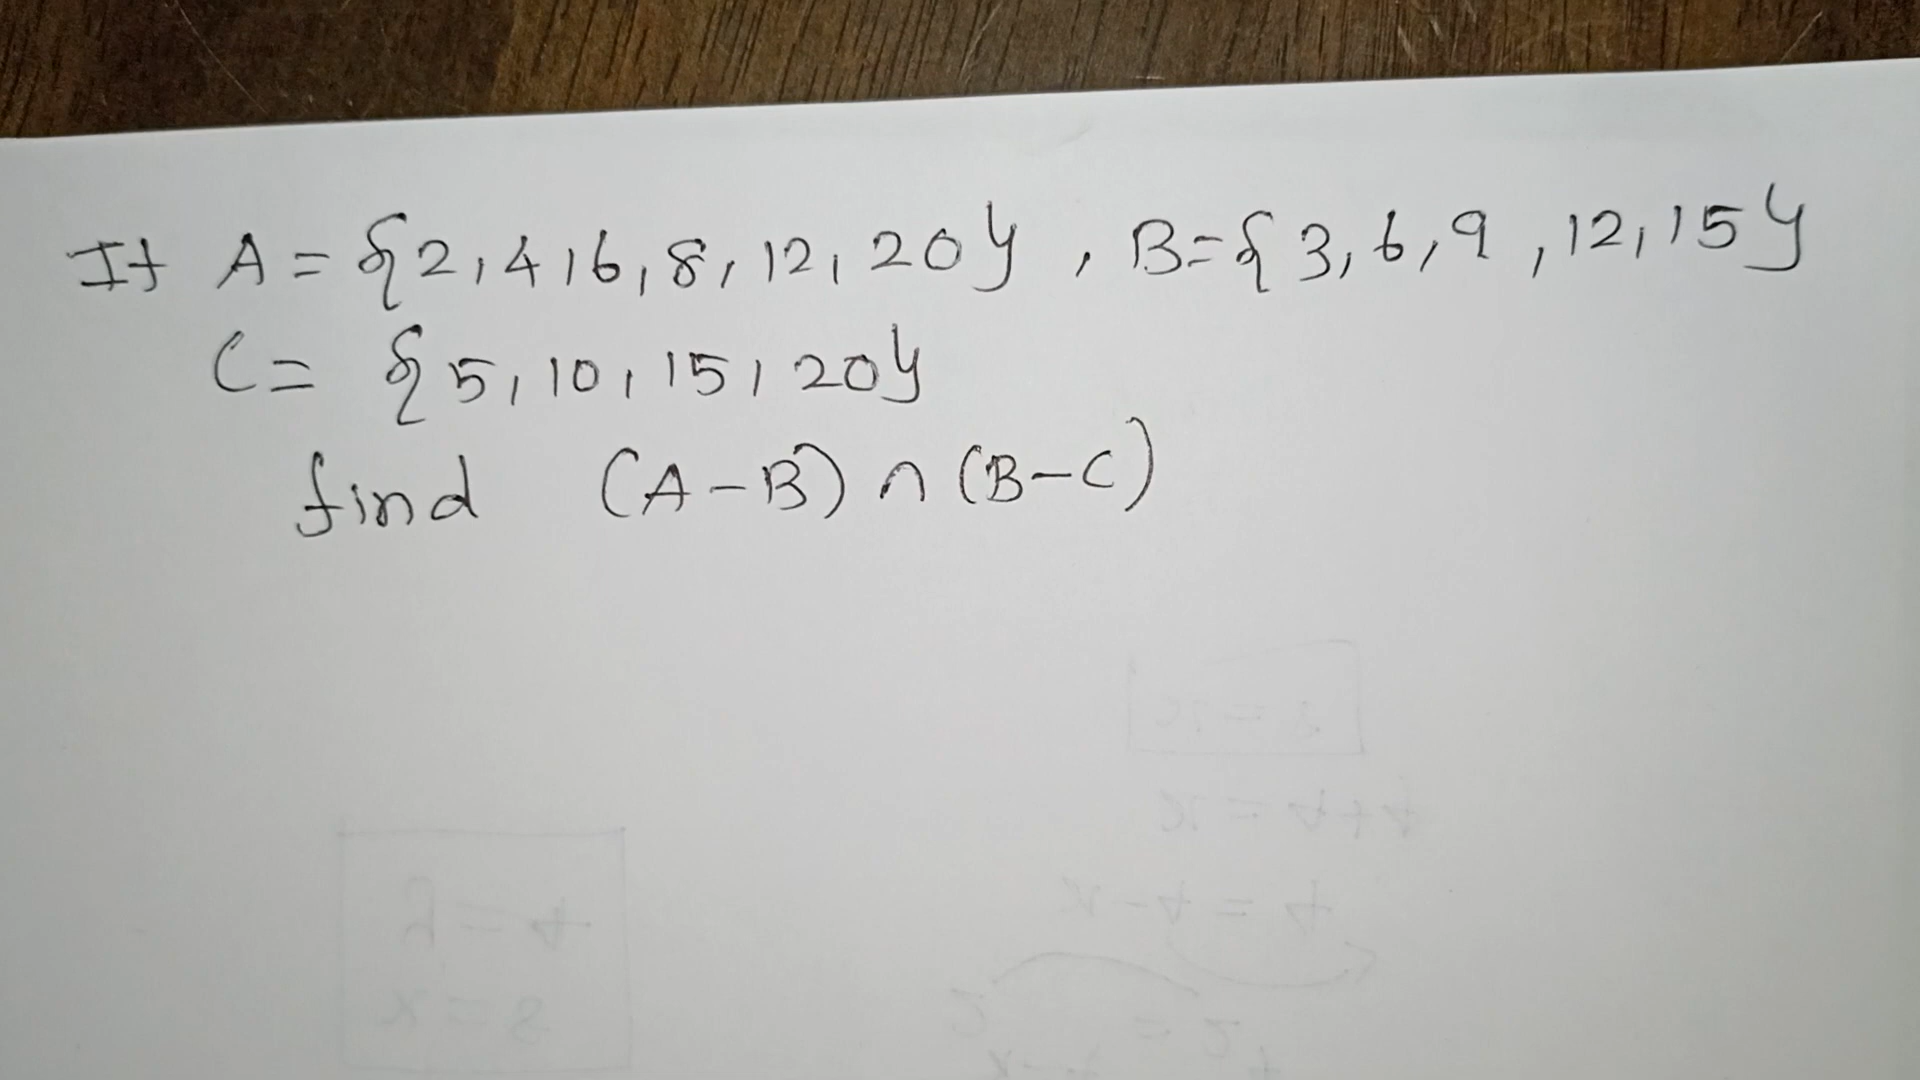 If A = {2, 4, 6, 8, 12, 20}, B = {3, 6, 9, 12, 15}
C = {5, 10, 15, 20}
find (A - B) ∩ (B - C)